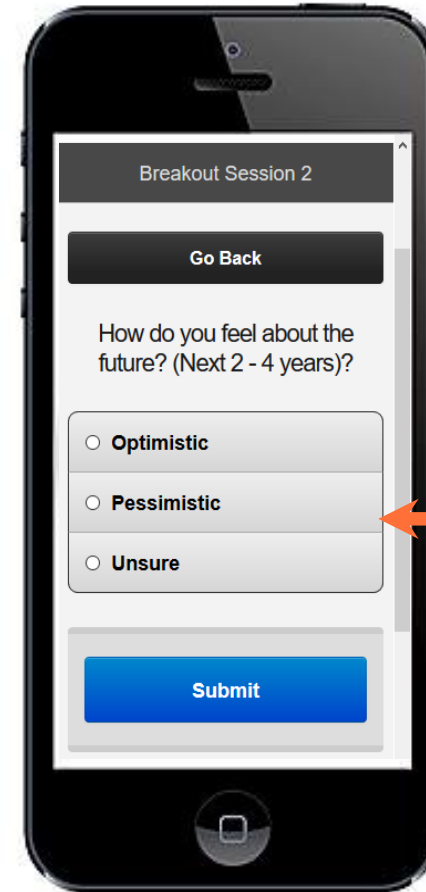 Breakout Session 2
Go Back
How do you feel about the
future? (Next 2 - 4 years)?
Optimistic
Pessimistic
Unsure
Submit